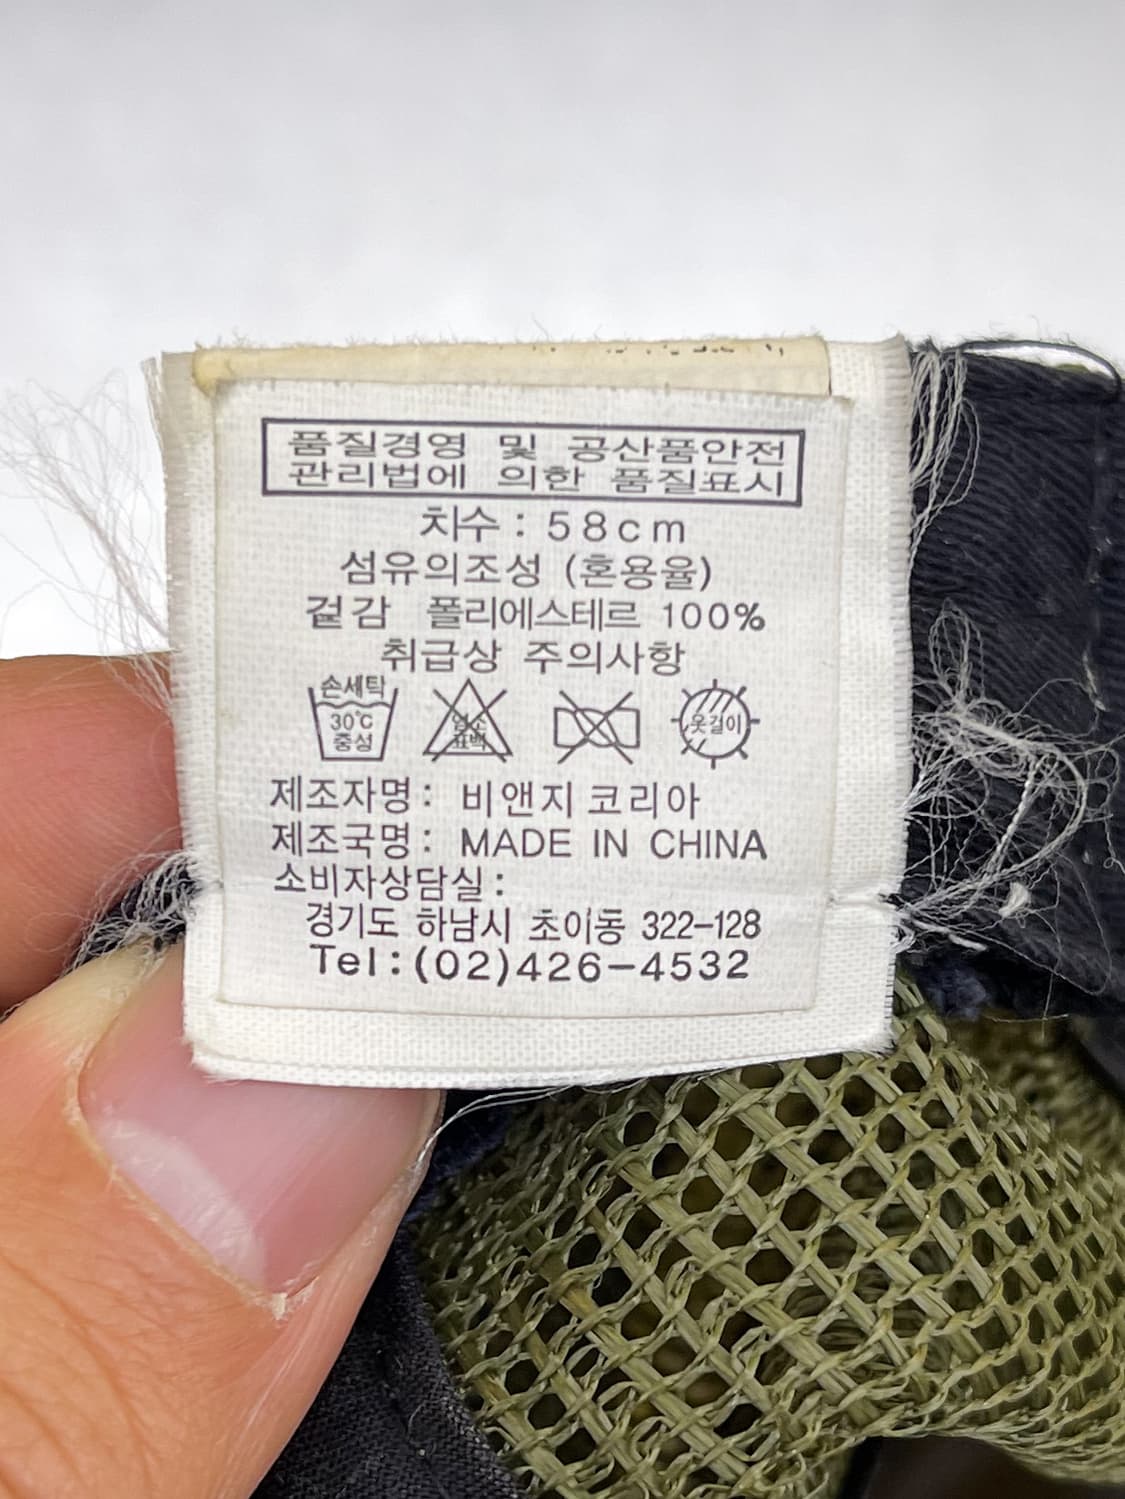 품질경영 및 공산품안전
관리법에 의한 품질표시
치수 : 58cm
섬유의조성 (혼용율)
겉감 폴리에스테르 100%
취급상 주의사항
손세탁
30℃
중성
염소
표백
옷걸이
제조자명 : 비앤지 코리아
제조국명 : MADE IN CHINA
소비자상담실 :
경기도 하남시 초이동 322-128
Tel : (02)426-4532